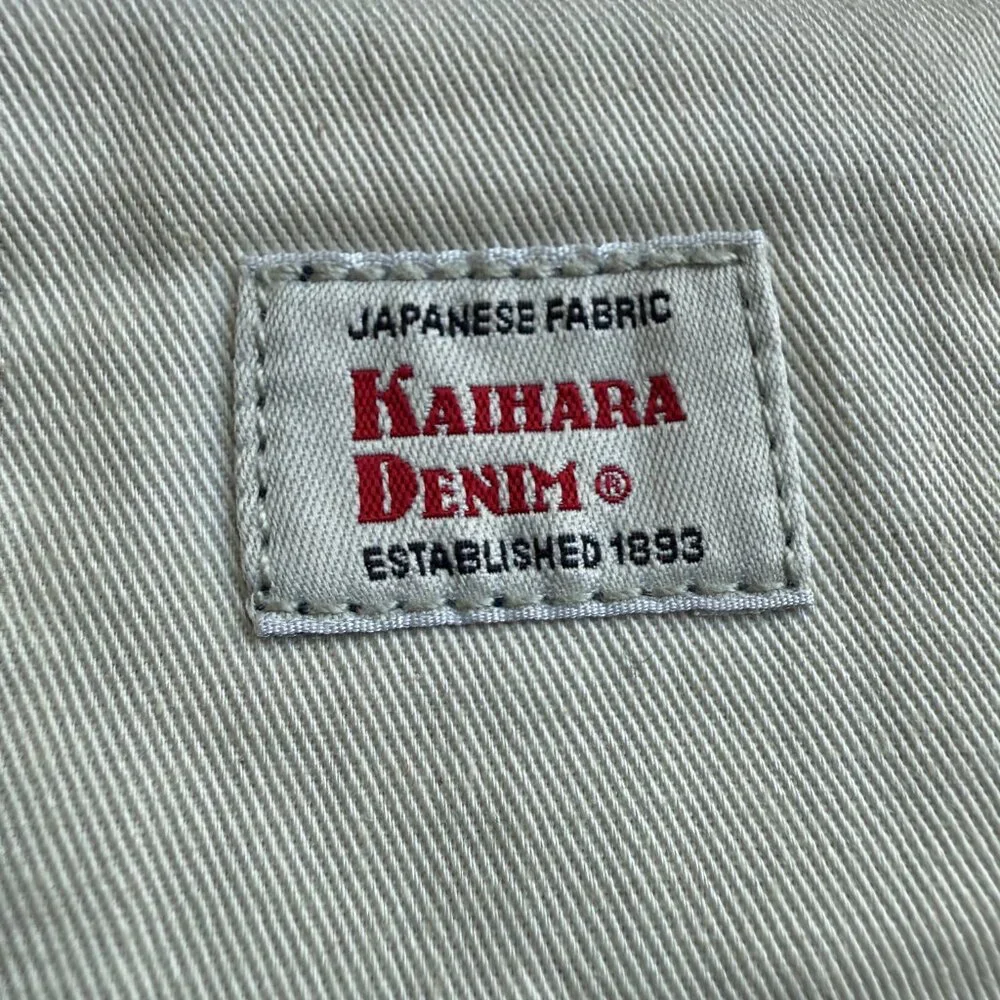 JAPANESE FABRIC
KAIHARA
DENIM ®
ESTABLISHED 1893